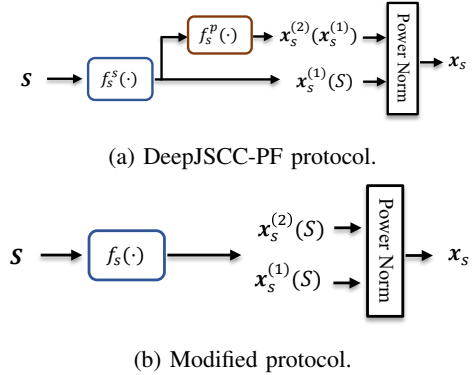 f_s^p(·) x_s^{(2)}(x_s^{(1)})
S f_s^s(·) x_s^{(1)}(S) Power Norm x_s
(a) DeepJSCC-PF protocol.
x_s^{(2)}(S)
S f_s(·) Power Norm x_s
x_s^{(1)}(S)
(b) Modified protocol.